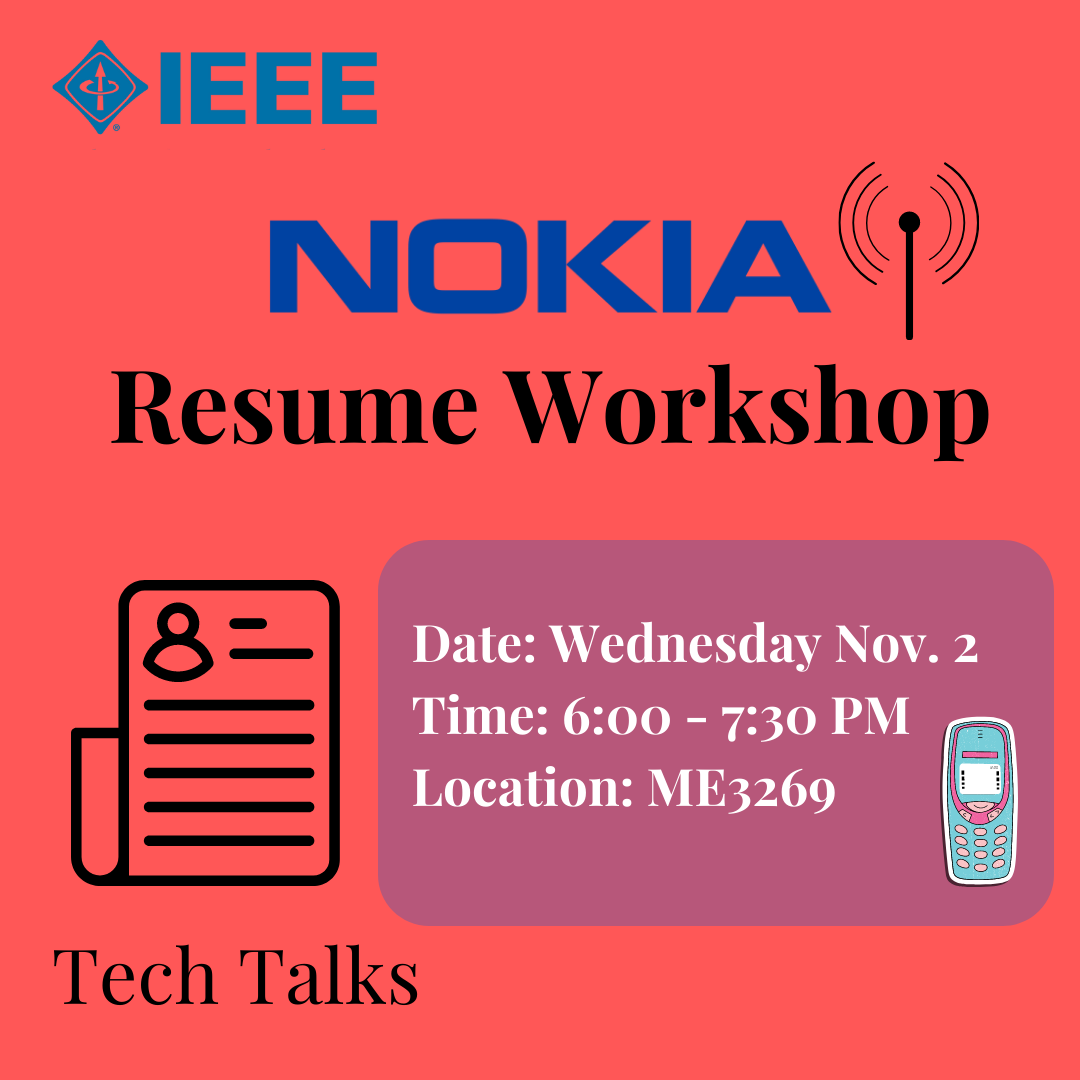 IEEE
NOKIA
Resume Workshop
Date: Wednesday Nov. 2
Time: 6:00 - 7:30 PM
Location: ME3269
Tech Talks